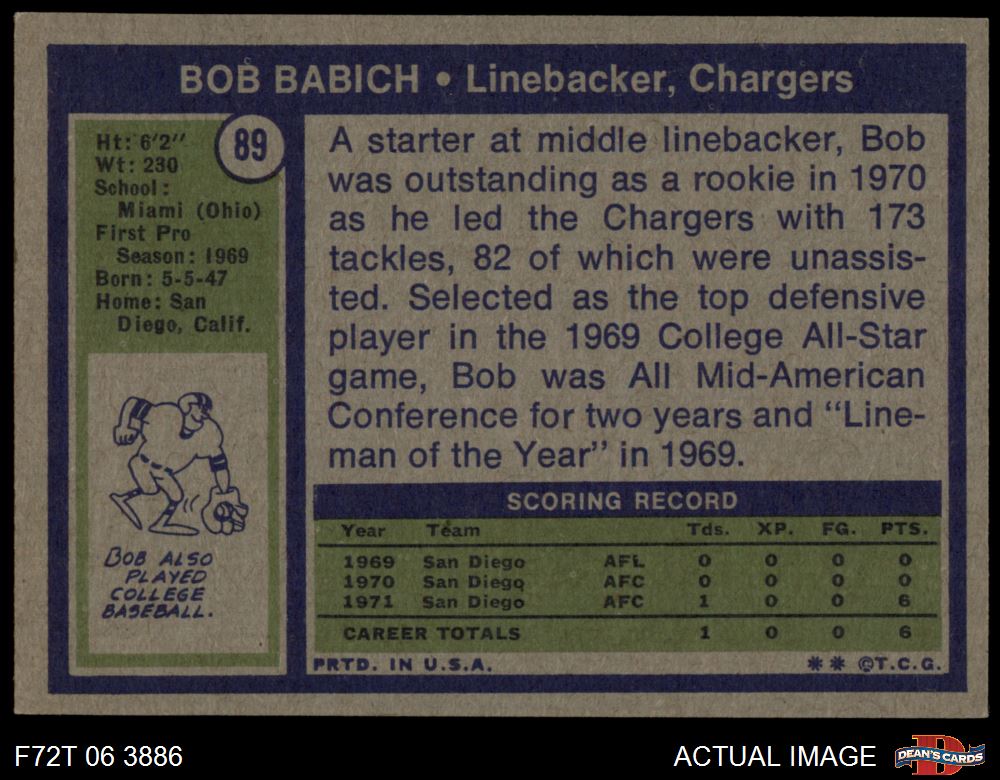 BOB BABICH • Linebacker, Chargers
89
Ht: 6'2"
Wt: 230
School:
Miami (Ohio)
First Pro
Season: 1969
Born: 5-5-47
Home: San
Diego, Calif.
BOB ALSO
PLAYED
COLLEGE
BASEBALL.
A starter at middle linebacker, Bob
was outstanding as a rookie in 1970
as he led the Chargers with 173
tackles, 82 of which were unassis-
ted. Selected as the top defensive
player in the 1969 College All-Star
game, Bob was All Mid-American
Conference for two years and "Line-
man of the Year" in 1969.
SCORING RECORD
Year Team Tds. XP. FG. PTS.
1969 San Diego AFL 0 0 0 0
1970 San Diego AFC 0 0 0 0
1971 San Diego AFC 1 0 0 6
CAREER TOTALS 1 0 0 6
PRTD. IN U.S.A. ** ©T.C.G.
F72T 06 3886 ACTUAL IMAGE
D
DEAN'S CARDS